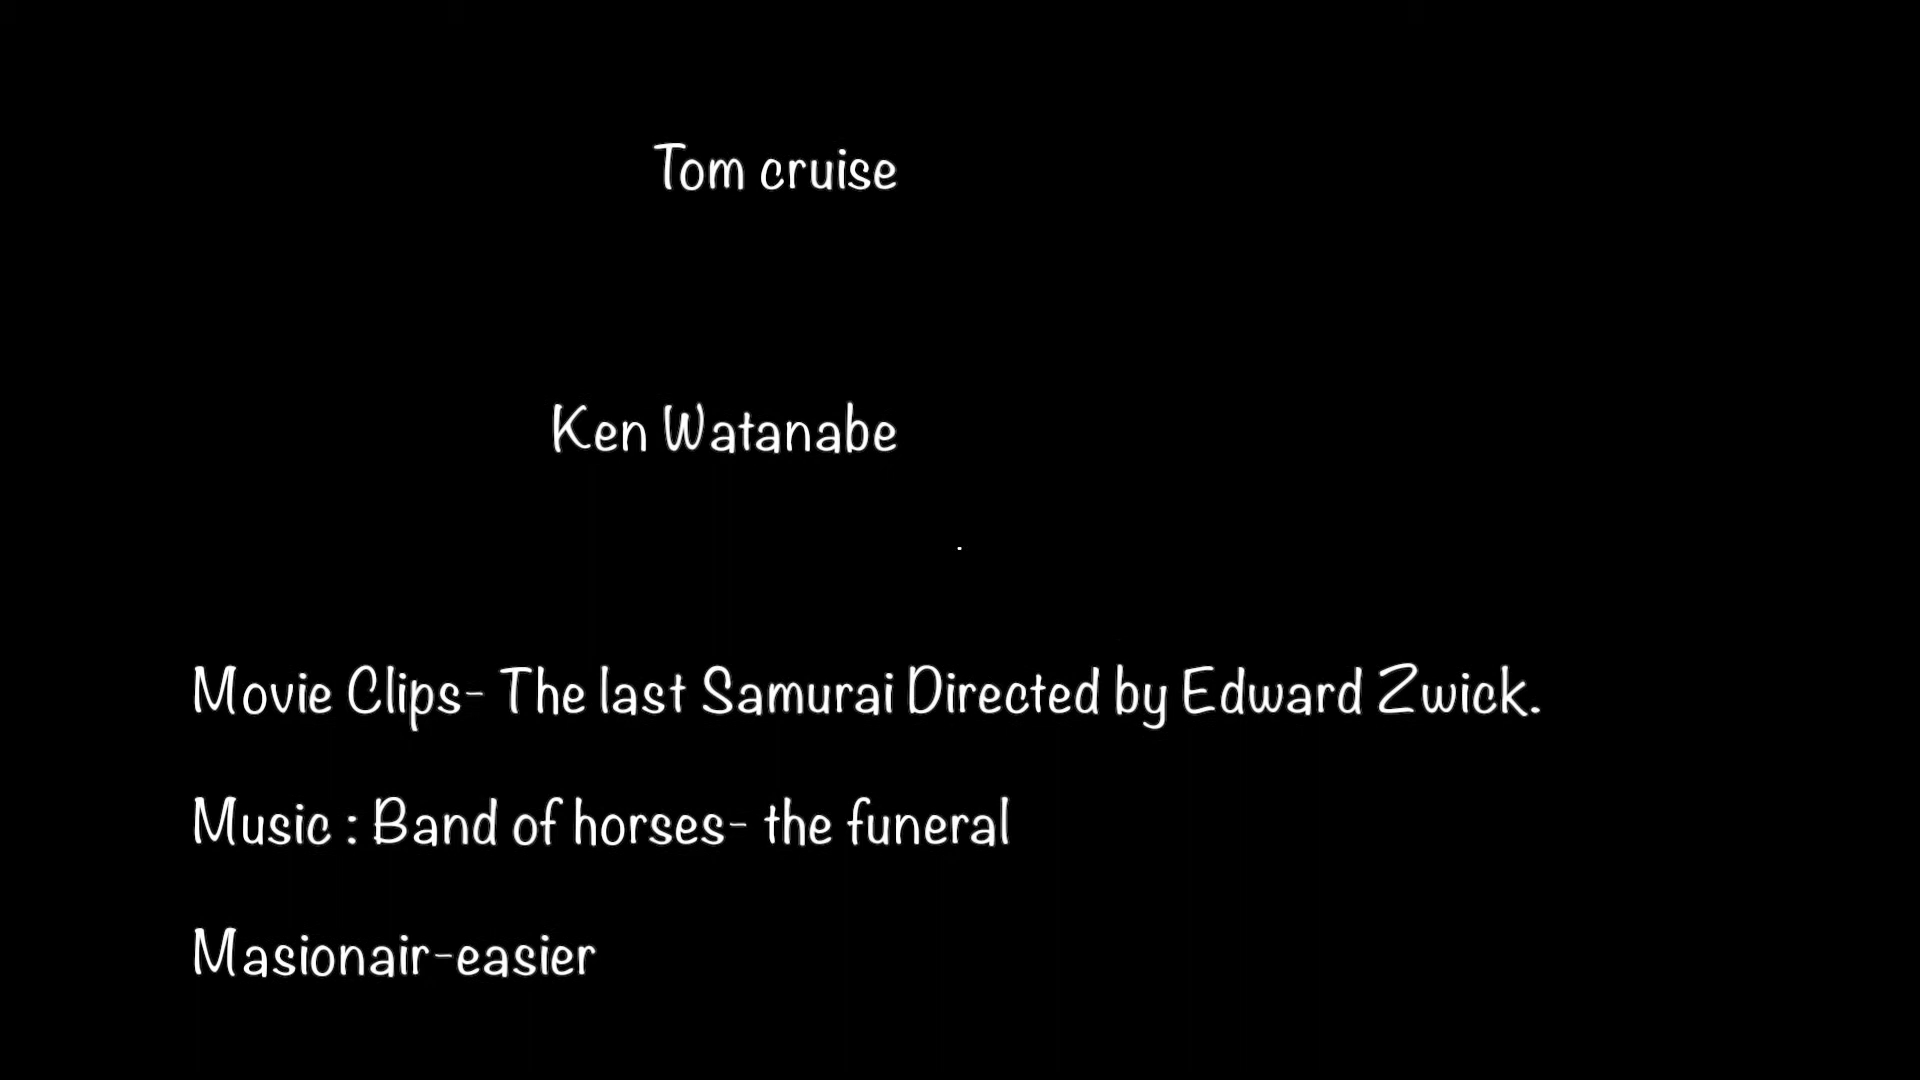 Tom cruise
Ken Watanabe
.
Movie Clips- The last Samurai Directed by Edward Zwick.
Music : Band of horses- the funeral
Masionair-easier